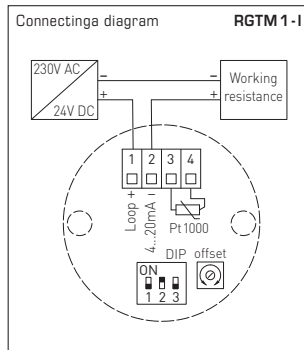 Connectinga diagram RGTM 1 - I
230V AC
24V DC
–
+
–
+
Working
resistance
1 2 3 4
Loop +
4...20mA –
Pt1000
DIP offset
ON
1 2 3